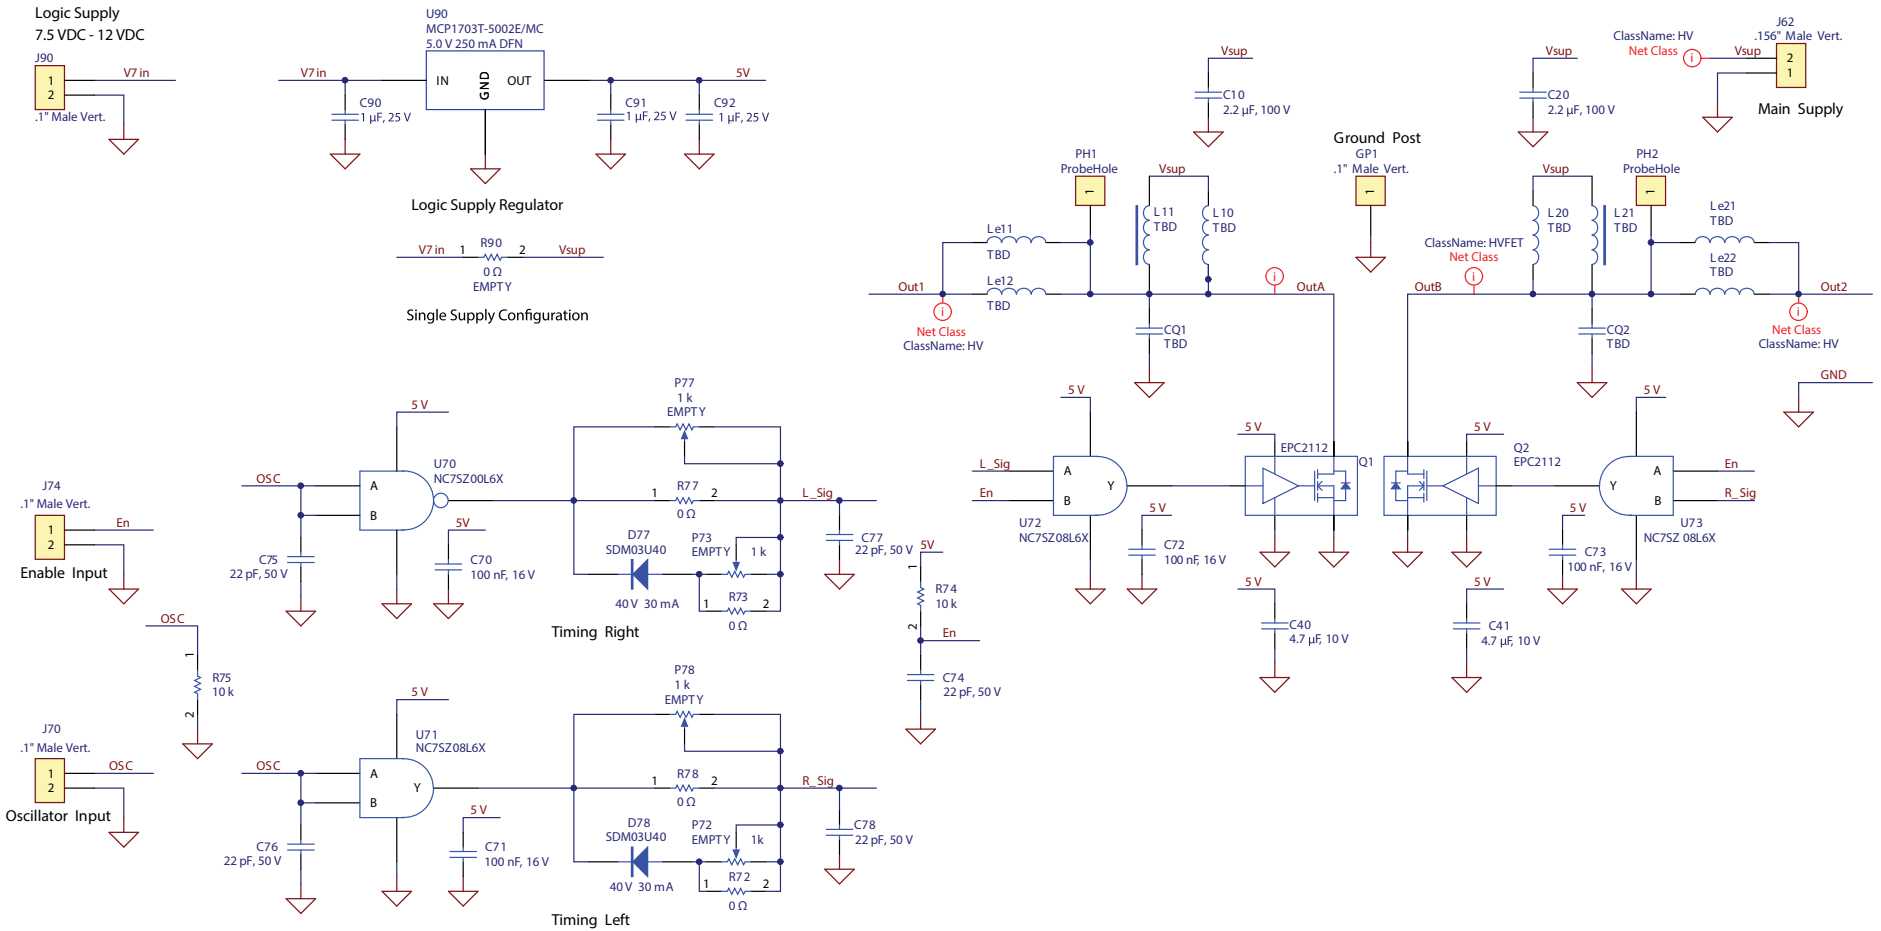 Logic Supply
7.5 VDC - 12 VDC
J90
1
2
.1" Male Vert.
V7 in
U90
MCP1703T-5002E/MC
5.0 V 250 mA DFN
V7 in
IN
GND
OUT
5V
C90
1 µF, 25 V
C91
1 µF, 25 V
C92
1 µF, 25 V
Logic Supply Regulator
V7 in
1
R90
2
Vsup
0 Ω
EMPTY
Single Supply Configuration
Vsup
C10
2.2 µF, 100 V
Vsup
C20
2.2 µF, 100 V
ClassName: HV
Net Class
i
Vsup
J62
.156" Male Vert.
2
1
Main Supply
Ground Post
GP1
.1" Male Vert.
1
PH1
ProbeHole
1
Vsup
L11
TBD
L10
TBD
Le11
TBD
Le12
TBD
Out1
i
Net Class
ClassName: HV
i
OutA
CQ1
TBD
Vsup
L20
TBD
L21
TBD
PH2
ProbeHole
1
Le21
TBD
Le22
TBD
ClassName: HVFET
Net Class
i
OutB
Out2
i
Net Class
ClassName: HV
CQ2
TBD
GND
J74
.1" Male Vert.
1
2
En
Enable Input
OSC
5 V
U70
NC7SZ00L6X
A
B
C75
22 pF, 50 V
5V
C70
100 nF, 16 V
P77
1 k
EMPTY
1
R77
2
0 Ω
D77
SDM03U40
40 V 30 mA
P73
EMPTY
1 k
1
R73
2
0 Ω
L_Sig
C77
22 pF, 50 V
Timing Right
5V
1
R74
10 k
2
En
C74
22 pF, 50 V
OSC
1
R75
10 k
2
J70
.1" Male Vert.
1
2
OSC
Oscillator Input
OSC
5 V
U71
NC7SZ08L6X
A
B
Y
C76
22 pF, 50 V
5 V
C71
100 nF, 16 V
P78
1 k
EMPTY
1
R78
2
0 Ω
D78
SDM03U40
40 V 30 mA
P72
EMPTY
1k
1
R72
2
0 Ω
R_Sig
C78
22 pF, 50 V
Timing Left
5 V
L_Sig
En
A
B
Y
U72
NC7SZ08L6X
5 V
C72
100 nF, 16 V
5 V
EPC2112
Q1
5 V
C40
4.7 µF, 10 V
5 V
Q2
EPC2112
5 V
C41
4.7 µF, 10 V
5 V
En
R_Sig
A
B
Y
U73
NC7SZ 08L6X
5 V
C73
100 nF, 16 V